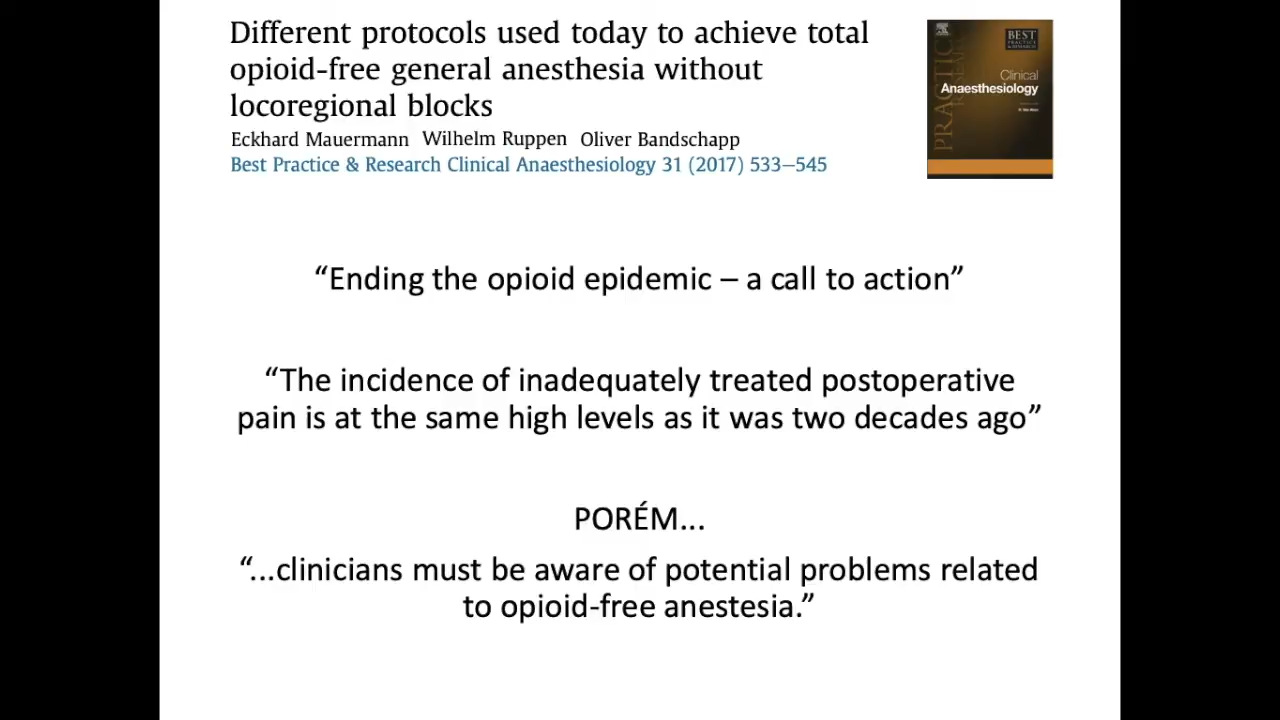 Different protocols used today to achieve total
opioid-free general anesthesia without
locoregional blocks
Eckhard Mauermann Wilhelm Ruppen Oliver Bandschapp
Best Practice & Research Clinical Anaesthesiology 31 (2017) 533–545
BEST
PRACTICE
Clinical
Anaesthesiology
“Ending the opioid epidemic – a call to action”
“The incidence of inadequately treated postoperative
pain is at the same high levels as it was two decades ago”
PORÉM...
“...clinicians must be aware of potential problems related
to opioid-free anestesia.”